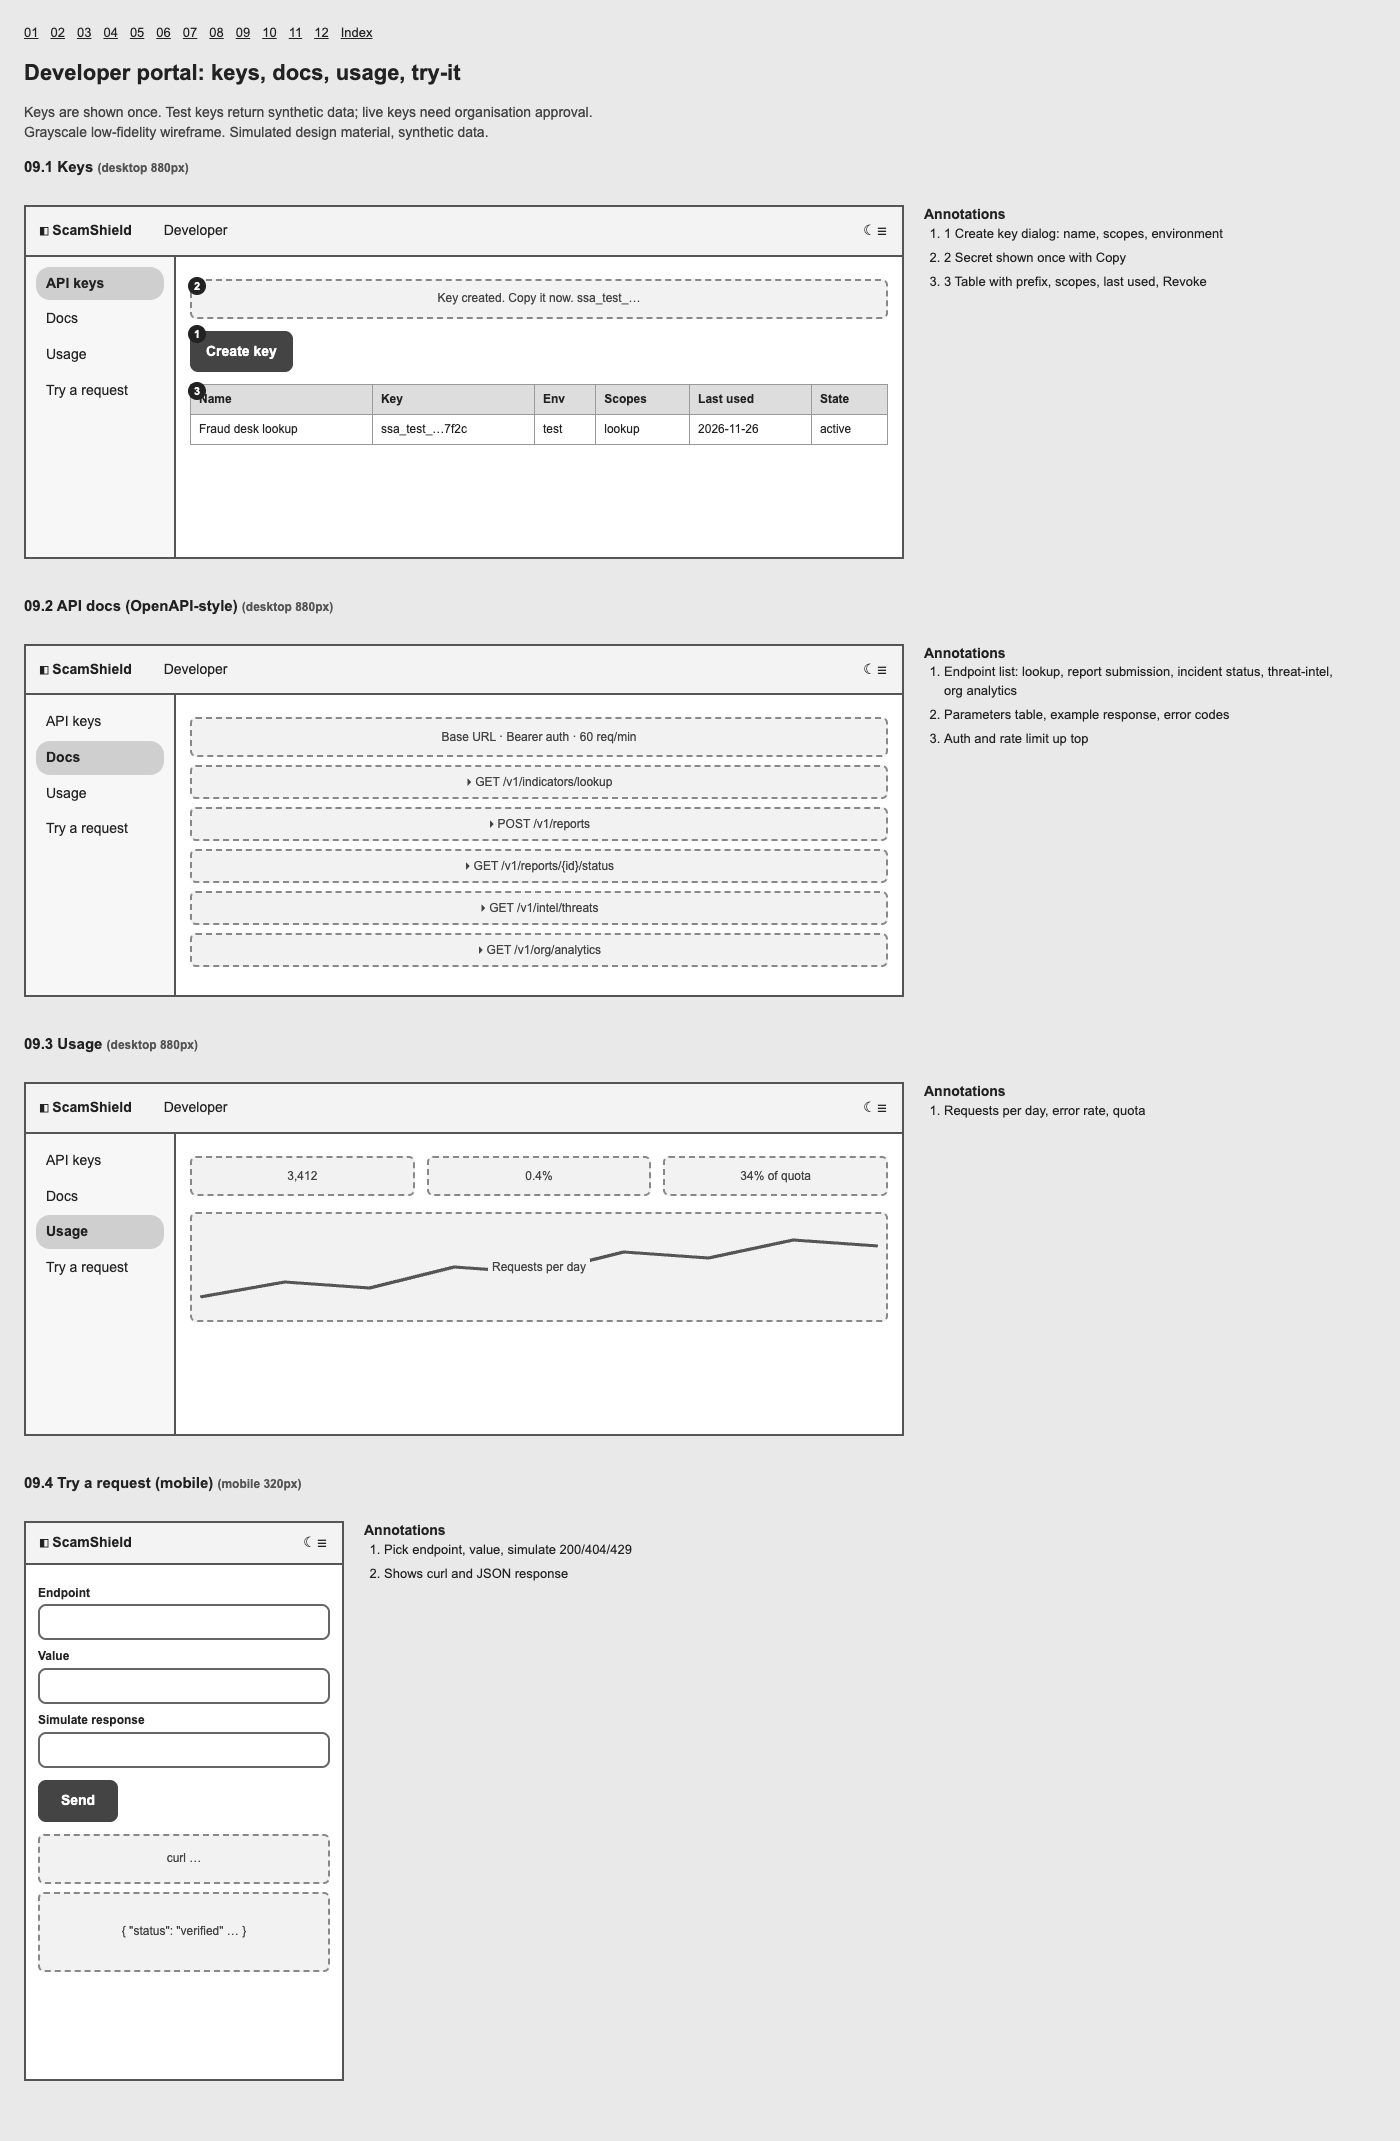 01 02 03 04 05 06 07 08 09 10 11 12 Index
Developer portal: keys, docs, usage, try-it
Keys are shown once. Test keys return synthetic data; live keys need organisation approval.
Grayscale low-fidelity wireframe. Simulated design material, synthetic data.
09.1 Keys (desktop 880px)
ScamShield Developer
API keys
Docs
Usage
Try a request
2
Key created. Copy it now. ssa_test_…
1
Create key
3
Name Key Env Scopes Last used State
Fraud desk lookup ssa_test_…7f2c test lookup 2026-11-26 active
Annotations
1. 1 Create key dialog: name, scopes, environment
2. 2 Secret shown once with Copy
3. 3 Table with prefix, scopes, last used, Revoke
09.2 API docs (OpenAPI-style) (desktop 880px)
ScamShield Developer
API keys
Docs
Usage
Try a request
Base URL · Bearer auth · 60 req/min
GET /v1/indicators/lookup
POST /v1/reports
GET /v1/reports/{id}/status
GET /v1/intel/threats
GET /v1/org/analytics
Annotations
1. Endpoint list: lookup, report submission, incident status, threat-intel,
org analytics
2. Parameters table, example response, error codes
3. Auth and rate limit up top
09.3 Usage (desktop 880px)
ScamShield Developer
API keys
Docs
Usage
Try a request
3,412 0.4% 34% of quota
Requests per day
Annotations
1. Requests per day, error rate, quota
09.4 Try a request (mobile) (mobile 320px)
ScamShield
Endpoint
Value
Simulate response
Send
curl …
{ "status": "verified" … }
Annotations
1. Pick endpoint, value, simulate 200/404/429
2. Shows curl and JSON response